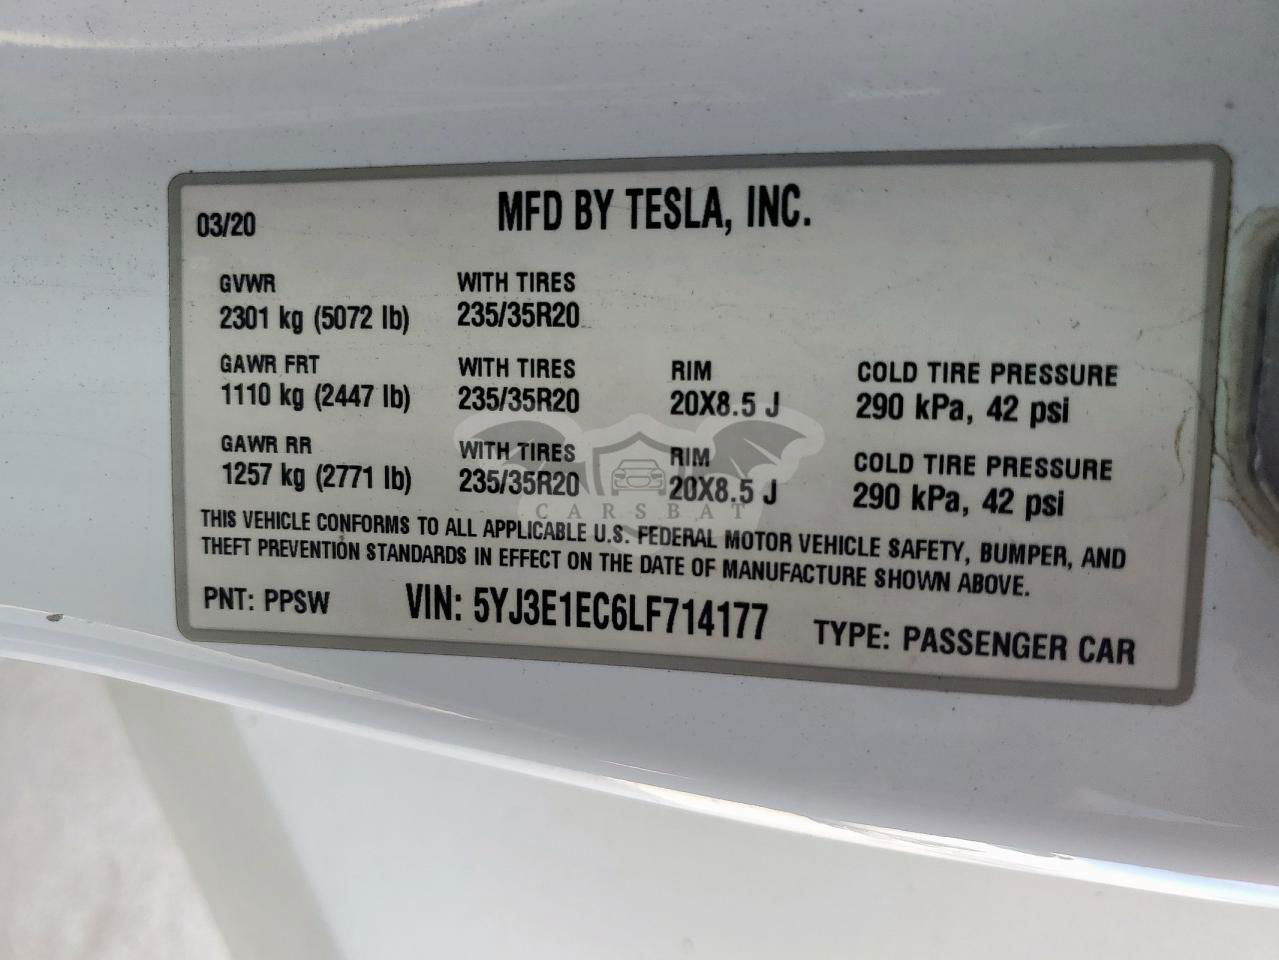 MFD BY TESLA, INC.
03/20
GVWR WITH TIRES
2301 kg (5072 lb) 235/35R20
GAWR FRT WITH TIRES RIM COLD TIRE PRESSURE
1110 kg (2447 lb) 235/35R20 20X8.5 J 290 kPa, 42 psi
GAWR RR WITH TIRES RIM COLD TIRE PRESSURE
1257 kg (2771 lb) 235/35R20 20X8.5 J 290 kPa, 42 psi
CARSBAT
THIS VEHICLE CONFORMS TO ALL APPLICABLE U.S. FEDERAL MOTOR VEHICLE SAFETY, BUMPER, AND
THEFT PREVENTION STANDARDS IN EFFECT ON THE DATE OF MANUFACTURE SHOWN ABOVE.
PNT: PPSW VIN: 5YJ3E1EC6LF714177 TYPE: PASSENGER CAR